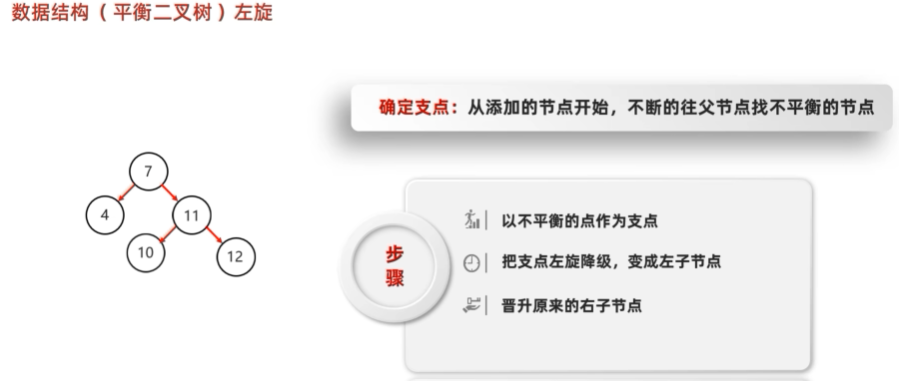 数据结构（平衡二叉树）左旋
确定支点：从添加的节点开始，不断的往父节点找不平衡的节点
7
4
11
10
12
步
骤
以不平衡的点作为支点
把支点左旋降级，变成左子节点
晋升原来的右子节点